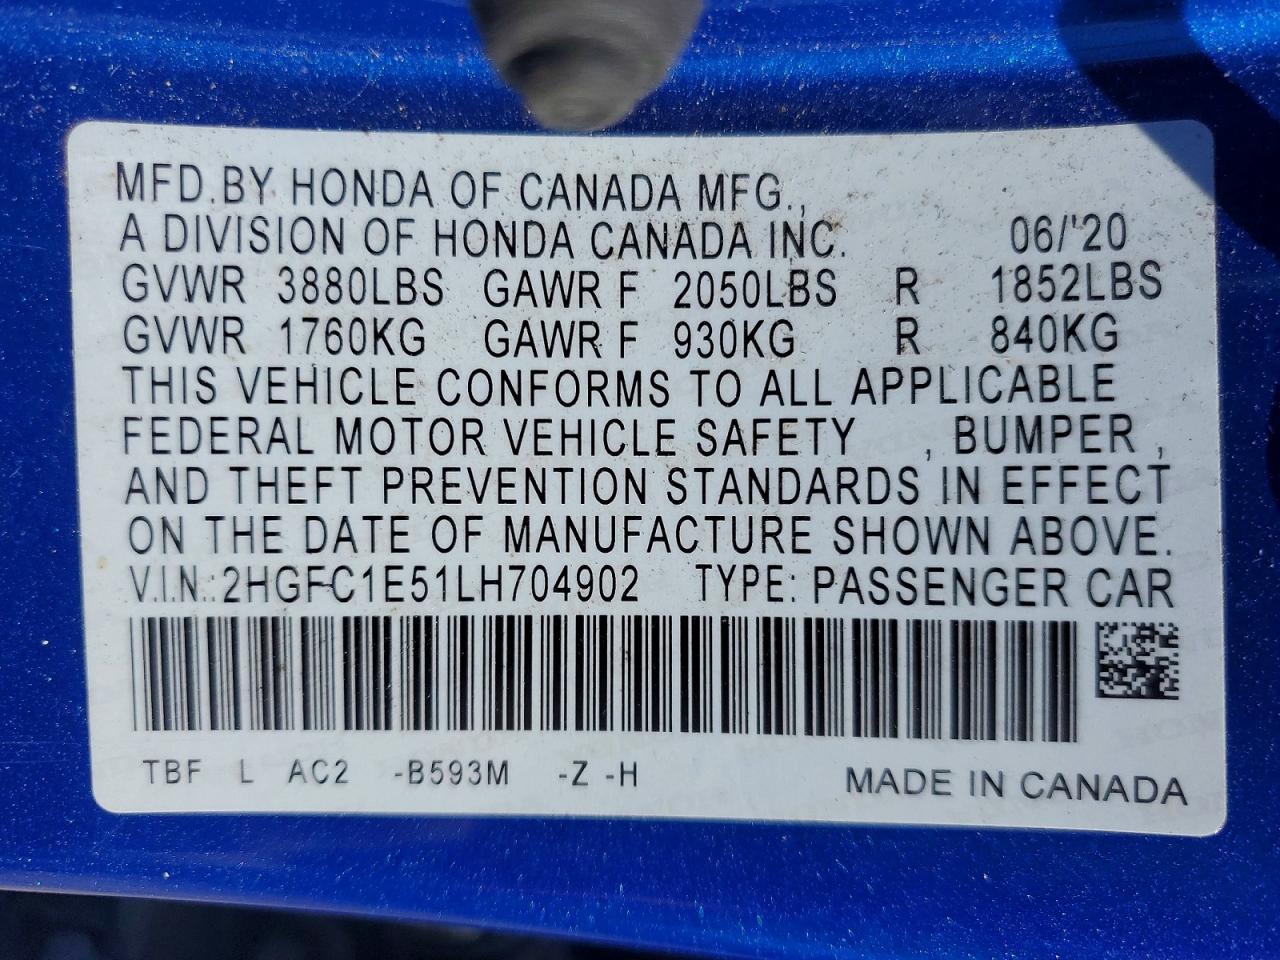 MFD.BY HONDA OF CANADA MFG.,
A DIVISION OF HONDA CANADA INC. 06/'20
GVWR 3880LBS GAWR F 2050LBS R 1852LBS
GVWR 1760KG GAWR F 930KG R 840KG
THIS VEHICLE CONFORMS TO ALL APPLICABLE
FEDERAL MOTOR VEHICLE SAFETY , BUMPER ,
AND THEFT PREVENTION STANDARDS IN EFFECT
ON THE DATE OF MANUFACTURE SHOWN ABOVE.
V.I.N.:2HGFC1E51LH704902 TYPE: PASSENGER CAR
TBF L AC2 -B593M -Z -H MADE IN CANADA